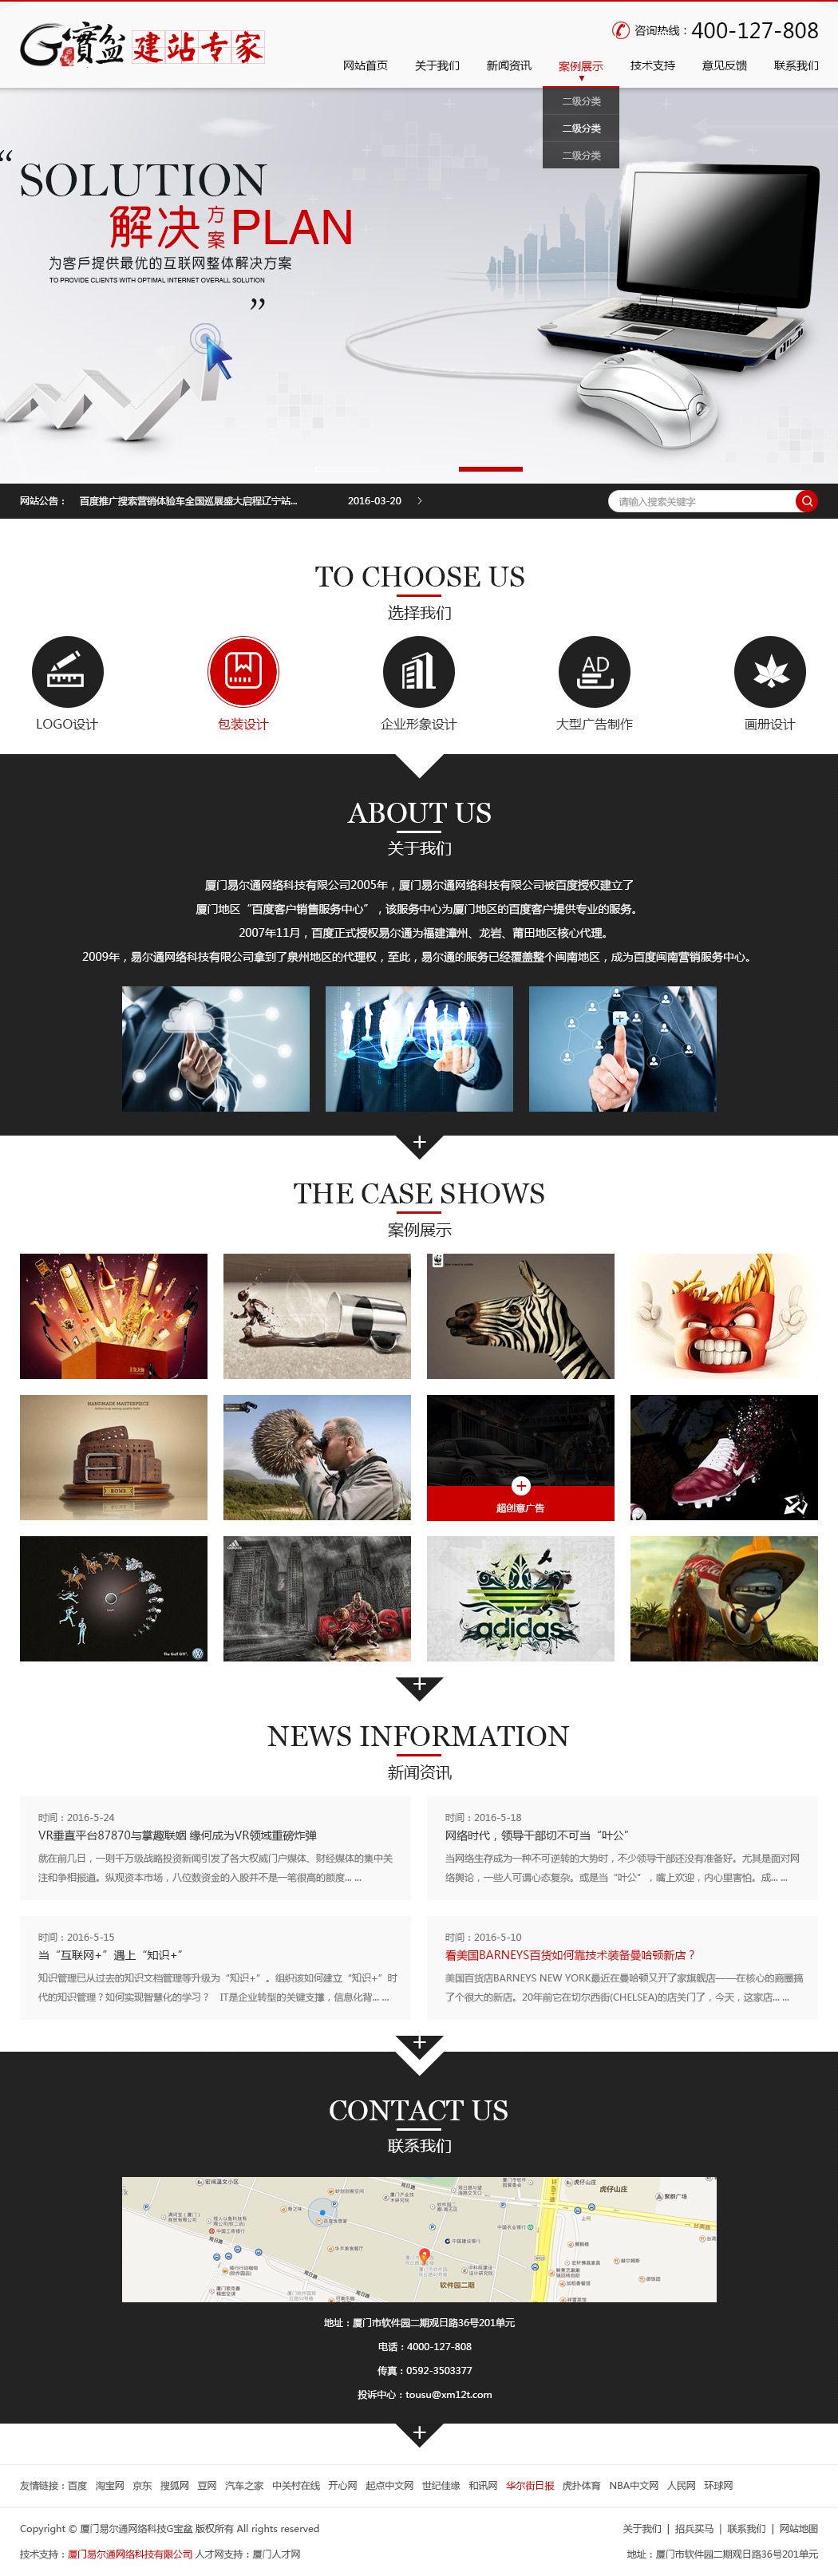 G寶盆 建站专家
咨询热线：400-127-808
网站首页 关于我们 新闻资讯 案例展示 技术支持 意见反馈 联系我们
二级分类
二级分类
二级分类
“
SOLUTION
解决方案PLAN
为客戶提供最优的互联网整体解决方案
TO PROVIDE CLIENTS WITH OPTIMAL INTERNET OVERALL SOLUTION
”
网站公告： 百度推广搜索营销体验车全国巡展盛大启程辽宁站... 2016-03-20 >
请输入搜索关键字
TO CHOOSE US
选择我们
AD
LOGO设计 包装设计 企业形象设计 大型广告制作 画册设计
ABOUT US
关于我们
厦门易尔通网络科技有限公司2005年，厦门易尔通网络科技有限公司被百度授权建立了
厦门地区“百度客户销售服务中心”，该服务中心为厦门地区的百度客户提供专业的服务。
2007年11月，百度正式授权易尔通为福建漳州、龙岩、莆田地区核心代理。
2009年，易尔通网络科技有限公司拿到了泉州地区的代理权，至此，易尔通的服务已经覆盖整个闽南地区，成为百度闽南营销服务中心。
THE CASE SHOWS
案例展示
HANDMADE MASTERPIECE
ROME
超创意广告
The Golf GTI.
adidas
Coca-Cola
NEWS INFORMATION
新闻资讯
时间：2016-5-24
VR垂直平台87870与掌趣联姻 缘何成为VR领域重磅炸弹
就在前几日，一则千万级战略投资新闻引发了各大权威门户媒体、财经媒体的集中关
注和争相报道。纵观资本市场，八位数资金的入股并不是一笔很高的额度... ...
时间：2016-5-18
网络时代，领导干部切不可当“叶公”
当网络生存成为一种不可逆转的大势时，不少领导干部还没有准备好。尤其是面对网
络舆论，一些人可谓心态复杂。或是当“叶公”，嘴上欢迎，内心里害怕。成... ...
时间：2016-5-15
当“互联网+”遇上“知识+”
知识管理已从过去的知识文档管理等升级为“知识+”。组织该如何建立“知识+”时
代的知识管理？如何实现智慧化的学习？ IT是企业转型的关键支撑，信息化背... ...
时间：2016-5-10
看美国BARNEYS百货如何靠技术装备曼哈顿新店？
美国百货店BARNEYS NEW YORK最近在曼哈顿又开了家旗舰店——在核心的商圈搞
了个很大的新店。20年前它在切尔西街(CHELSEA)的店关门了，今天，这家店... ...
CONTACT US
联系我们
虎仔山庄
软件园二期
地址：厦门市软件园二期观日路36号201单元
电话：4000-127-808
传真：0592-3503377
投诉中心：tousu@xm12t.com
友情链接：百度 淘宝网 京东 搜狐网 豆网 汽车之家 中关村在线 开心网 起点中文网 世纪佳缘 和讯网 华尔街日报 虎扑体育 NBA中文网 人民网 环球网
Copyright © 厦门易尔通网络科技G宝盆 版权所有 All rights reserved
关于我们 | 招兵买马 | 联系我们 | 网站地图
技术支持：厦门易尔通网络科技有限公司 人才网支持：厦门人才网
地址：厦门市软件园二期观日路36号201单元